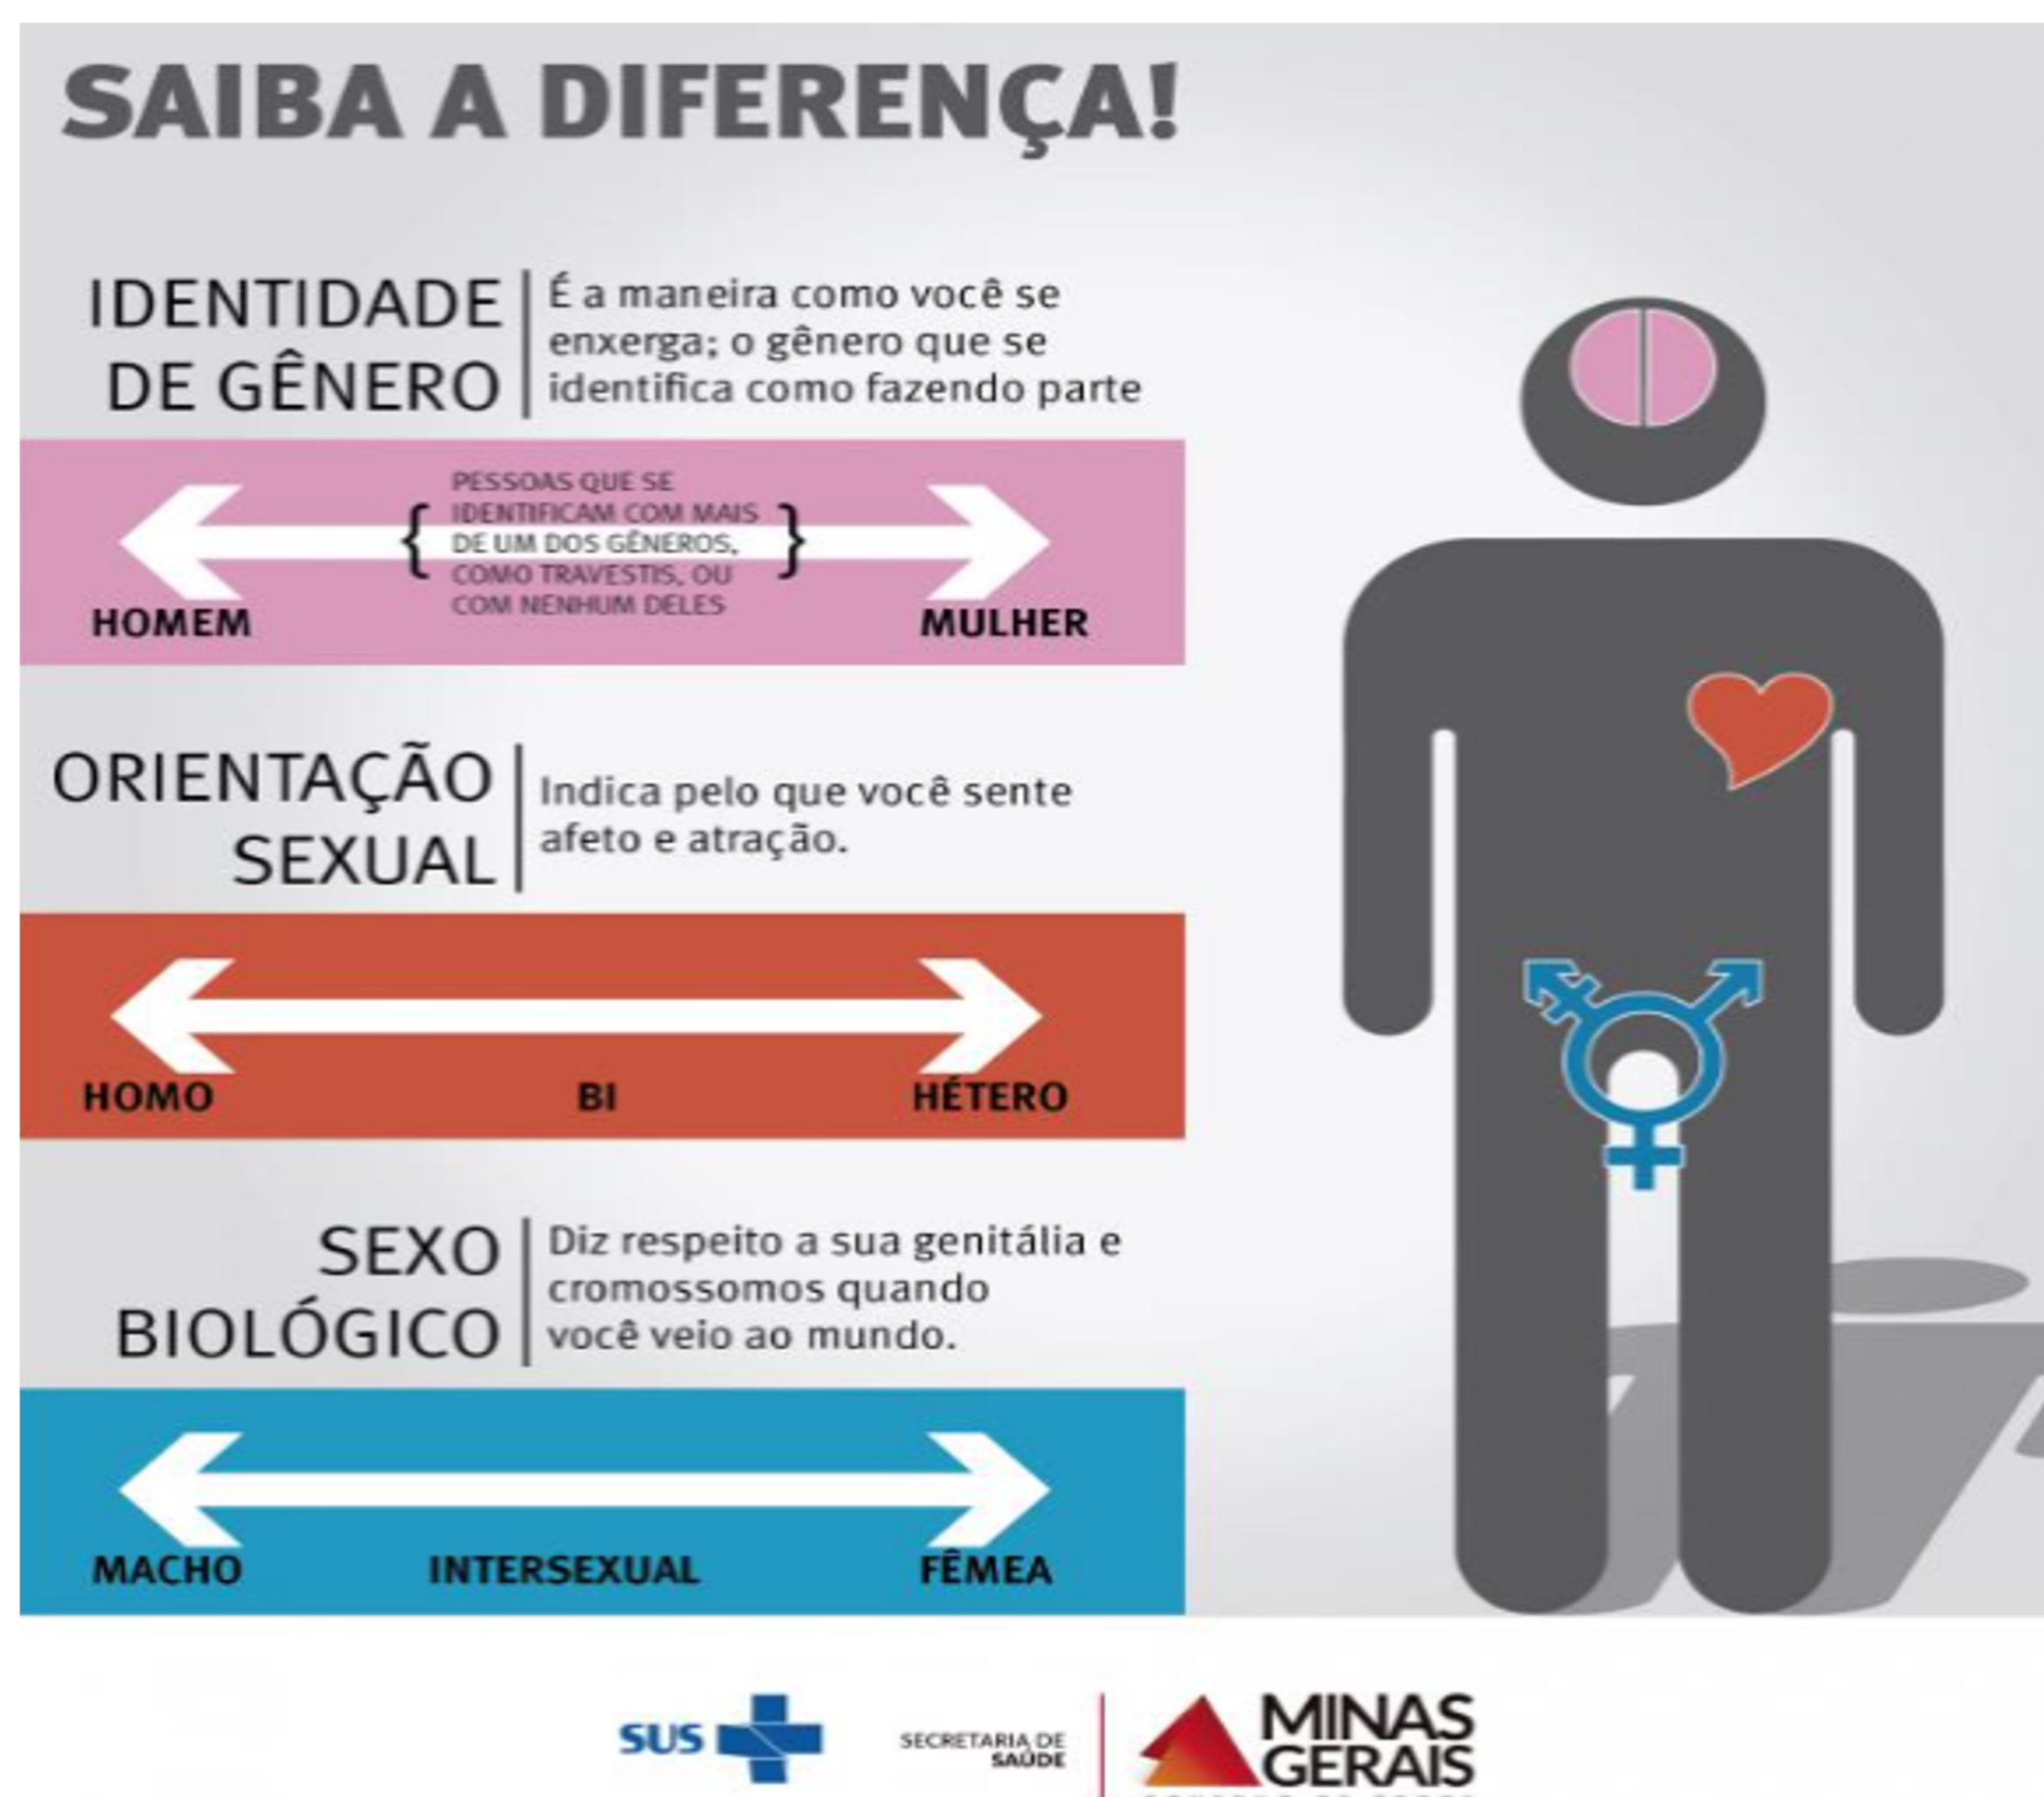 SAIBA A DIFERENÇA!
IDENTIDADE
DE GÊNERO
É a maneira como você se
enxerga; o gênero que se
identifica como fazendo parte
PESSOAS QUE SE
IDENTIFICAM COM MAIS
{ DE UM DOS GÊNEROS, }
COMO TRAVESTIS, OU
COM NENHUM DELES
HOMEM
MULHER
ORIENTAÇÃO
SEXUAL
Indica pelo que você sente
afeto e atração.
HOMO
BI
HÉTERO
SEXO
BIOLÓGICO
Diz respeito a sua genitália e
cromossomos quando
você veio ao mundo.
MACHO
INTERSEXUAL
FÊMEA
SUS
SECRETARIA DE
SAÚDE
MINAS
GERAIS